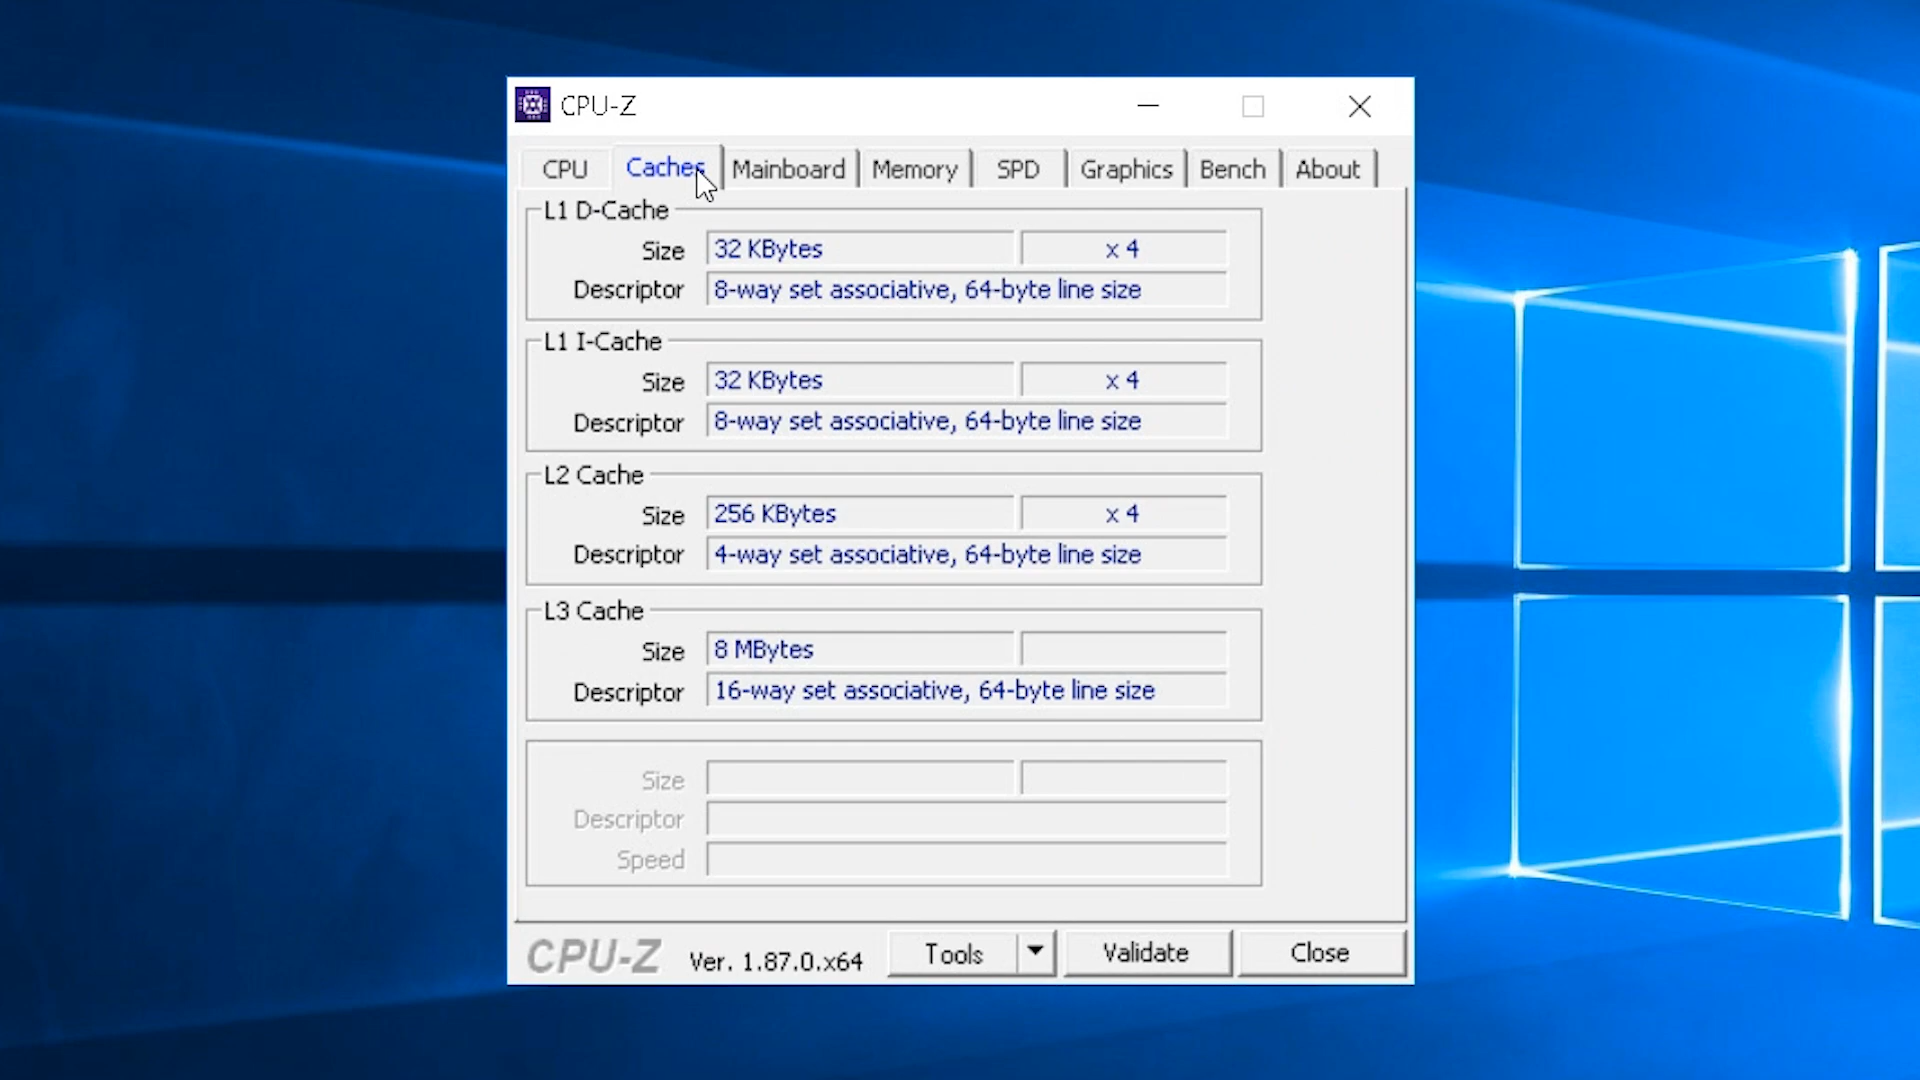 CPU-Z
CPU Caches Mainboard Memory SPD Graphics Bench About
L1 D-Cache
Size 32 KBytes x 4
Descriptor 8-way set associative, 64-byte line size
L1 I-Cache
Size 32 KBytes x 4
Descriptor 8-way set associative, 64-byte line size
L2 Cache
Size 256 KBytes x 4
Descriptor 4-way set associative, 64-byte line size
L3 Cache
Size 8 MBytes
Descriptor 16-way set associative, 64-byte line size
Size
Descriptor
Speed
CPU-Z Ver. 1.87.0.x64 Tools Validate Close